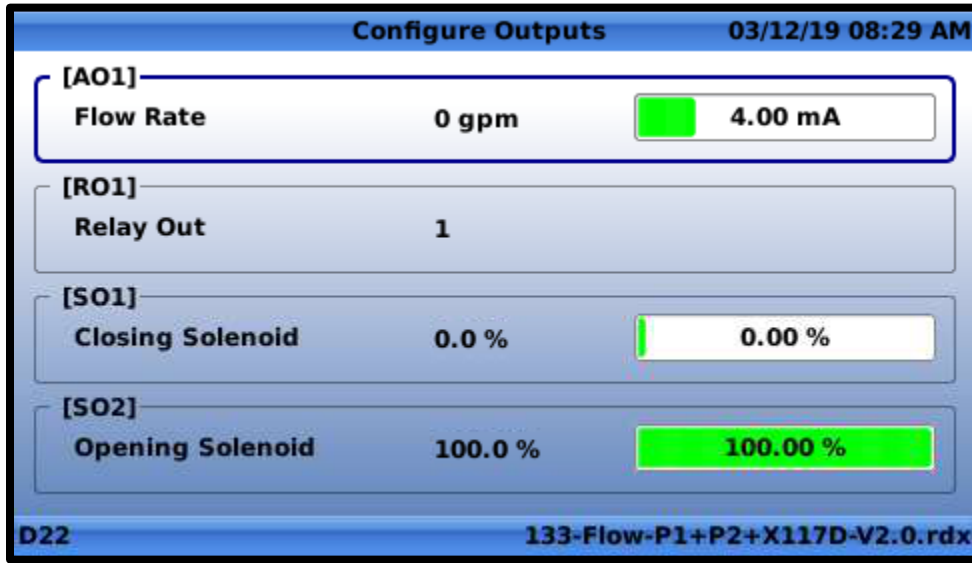 Configure Outputs 03/12/19 08:29 AM
[AO1]
Flow Rate 0 gpm 4.00 mA
[RO1]
Relay Out 1
[SO1]
Closing Solenoid 0.0 % 0.00 %
[SO2]
Opening Solenoid 100.0 % 100.00 %
D22 133-Flow-P1+P2+X117D-V2.0.rdx